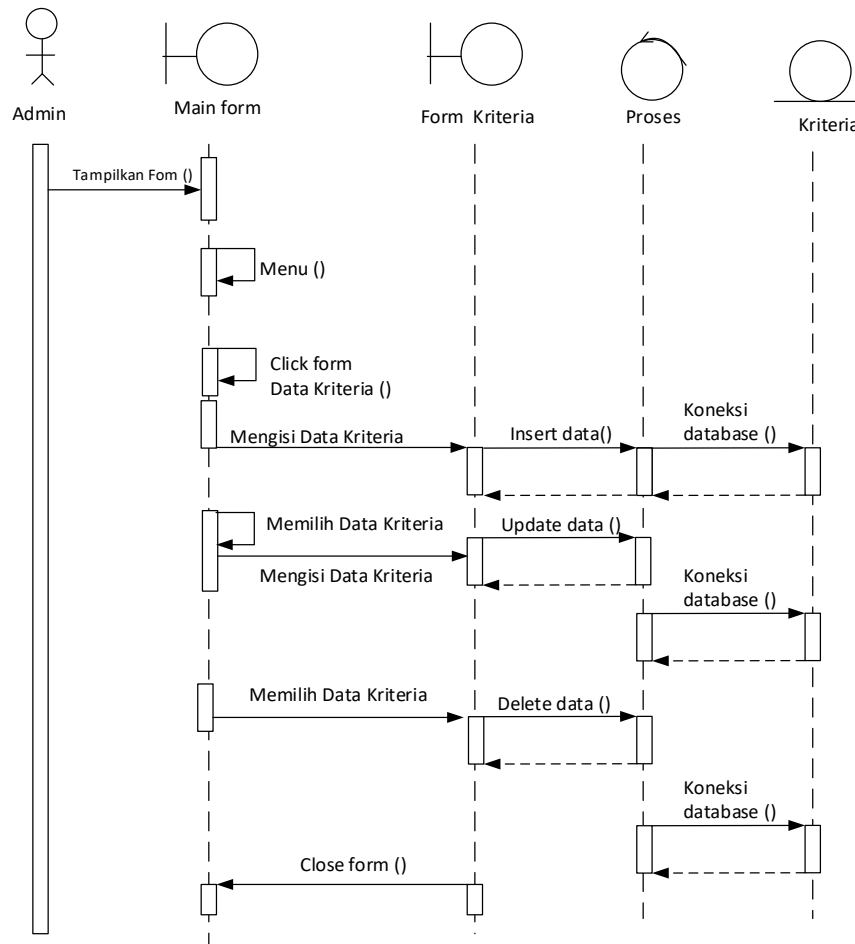 Admin
Main form
Form Kriteria
Proses
Kriteria
Tampilkan Fom ()
Menu ()
Click form
Data Kriteria ()
Mengisi Data Kriteria
Insert data()
Koneksi
database ()
Memilih Data Kriteria
Mengisi Data Kriteria
Update data ()
Koneksi
database ()
Memilih Data Kriteria
Delete data ()
Koneksi
database ()
Close form ()